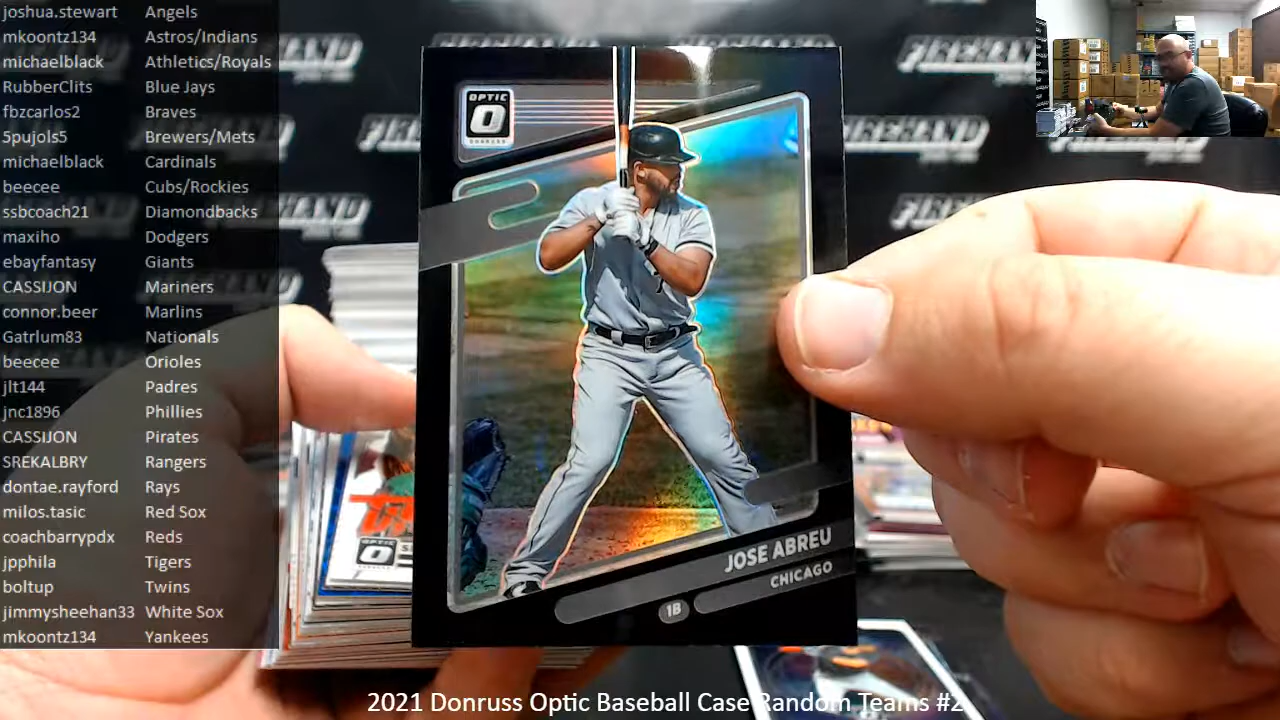 joshua.stewart Angels
mkoontz134 Astros/Indians
michaelblack Athletics/Royals
RubberClits Blue Jays
fbzcarlos2 Braves
5pujols5 Brewers/Mets
michaelblack Cardinals
beecee Cubs/Rockies
ssbcoach21 Diamondbacks
maxiho Dodgers
ebayfantasy Giants
CASSIJON Mariners
connor.beer Marlins
Gatrlum83 Nationals
beecee Orioles
jlt144 Padres
jnc1896 Phillies
CASSIJON Pirates
SREKALBRY Rangers
dontae.rayford Rays
milos.tasic Red Sox
coachbarrypdx Reds
jpphila Tigers
boltup Twins
jimmysheehan33 White Sox
mkoontz134 Yankees
OPTIC
DONRUSS
JOSE ABREU
CHICAGO
1B
FIREHAND
OPTIC
2021 Donruss Optic Baseball Case Random Teams #2